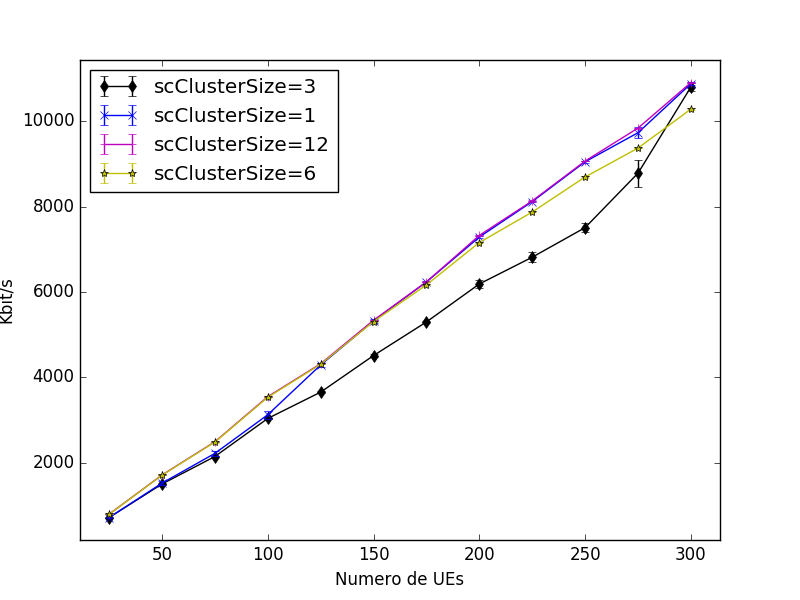 scClusterSize=3
scClusterSize=1
scClusterSize=12
scClusterSize=6
10000
8000
6000
4000
2000
Kbit/s
50 100 150 200 250 300
Numero de UEs